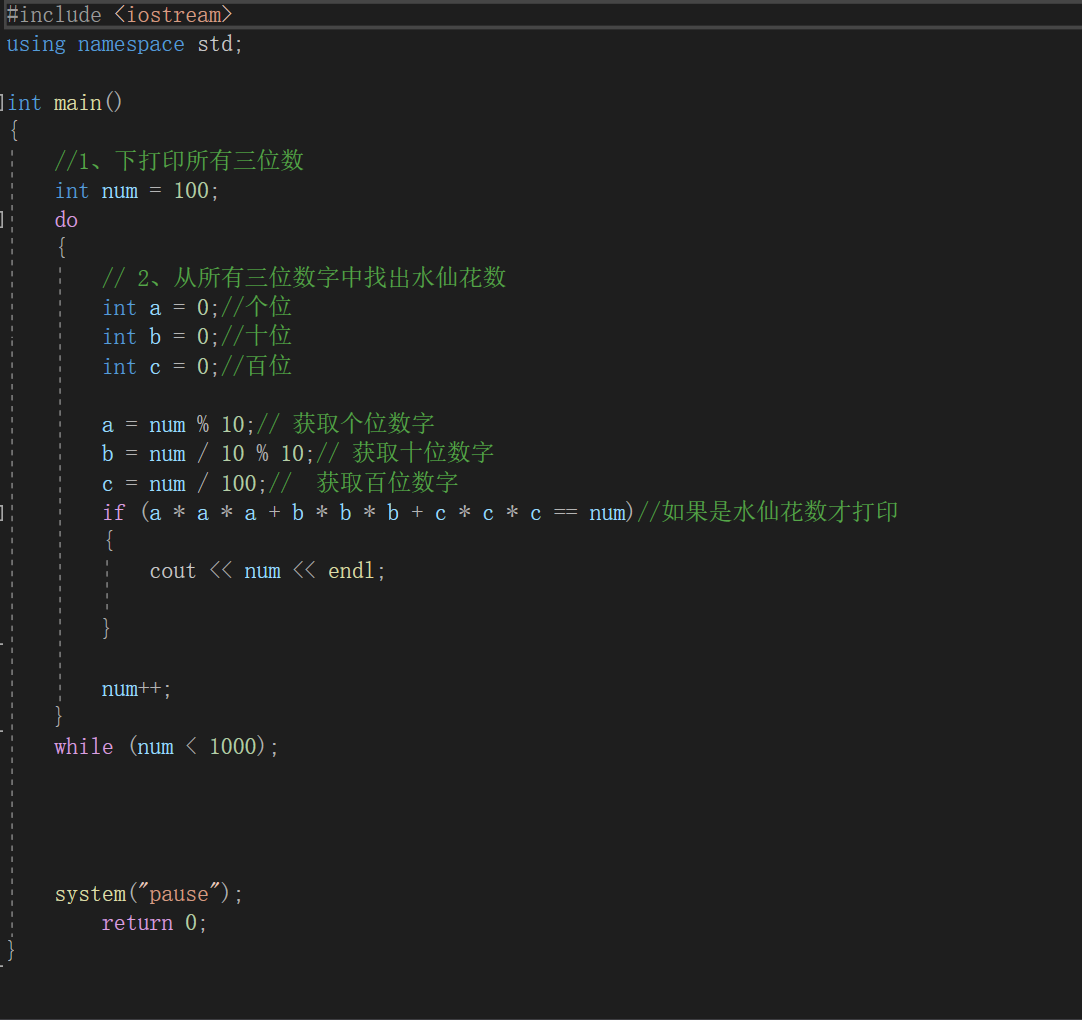 #include <iostream>
using namespace std;
int main()
{
//1、下打印所有三位数
int num = 100;
do
{
// 2、从所有三位数字中找出水仙花数
int a = 0;//个位
int b = 0;//十位
int c = 0;//百位
a = num % 10;// 获取个位数字
b = num / 10 % 10;// 获取十位数字
c = num / 100;//  获取百位数字
if (a * a * a + b * b * b + c * c * c == num)//如果是水仙花数才打印
{
cout << num << endl;
}
num++;
}
while (num < 1000);
system("pause");
return 0;
}